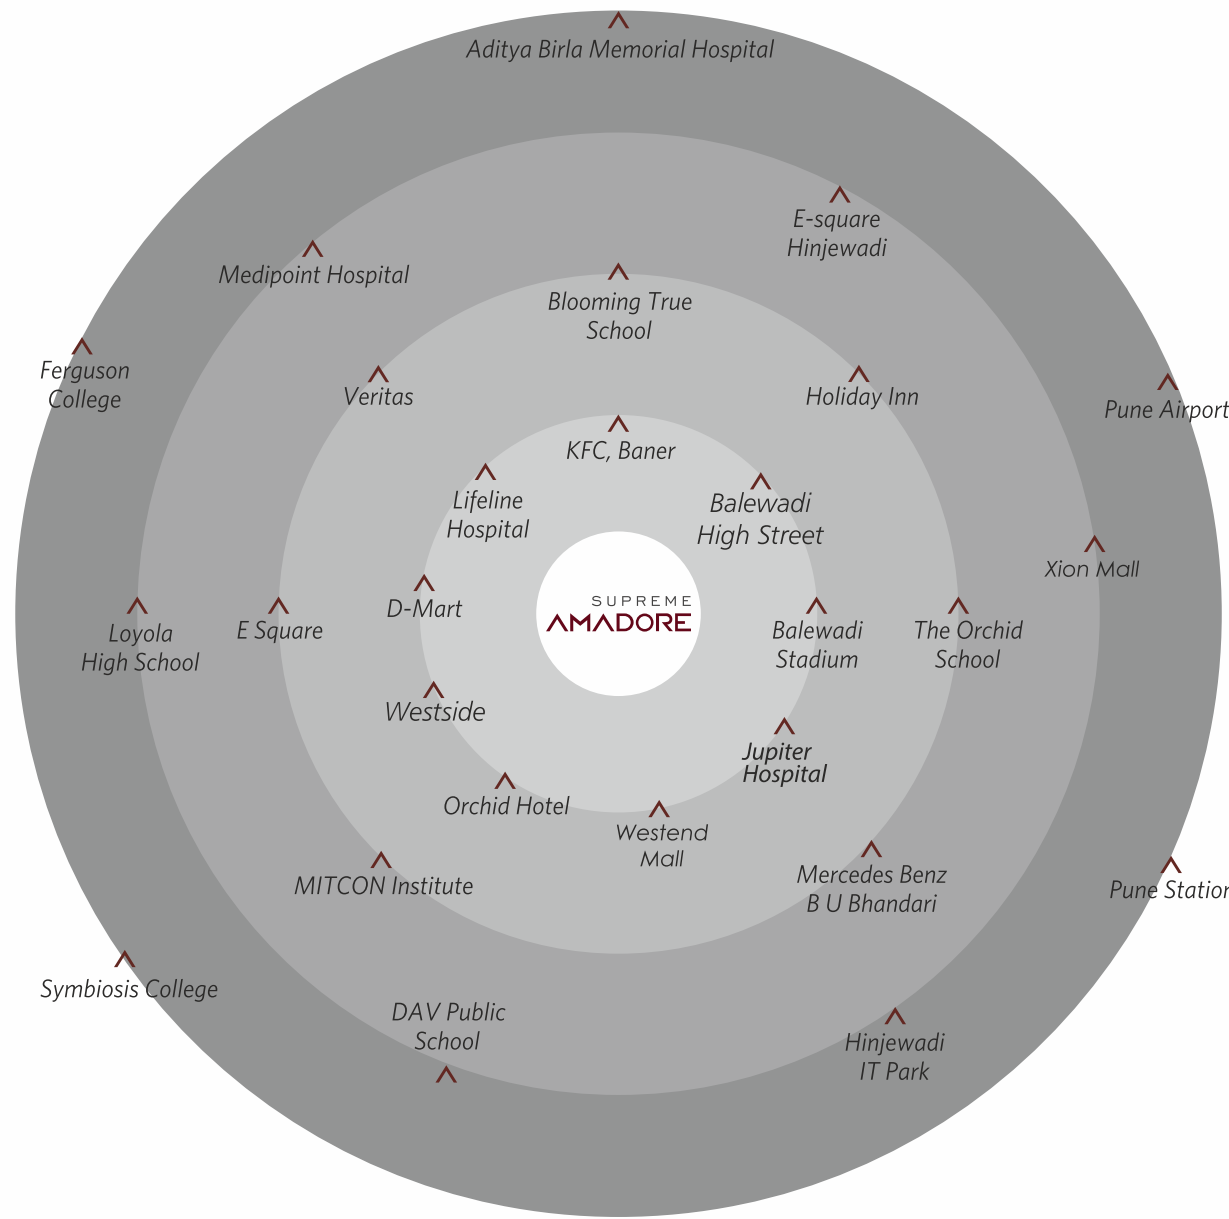 Aditya Birla Memorial Hospital
E-square
Hinjewadi
Medipoint Hospital
Blooming True
School
Ferguson
College
Veritas
Holiday Inn
Pune Airport
KFC, Baner
Lifeline
Hospital
Balewadi
High Street
Xion Mall
D-Mart
SUPREME
AMADORE
Loyola
High School
E Square
Balewadi
Stadium
The Orchid
School
Westside
Jupiter
Hospital
Orchid Hotel
Westend
Mall
MITCON Institute
Mercedes Benz
B U Bhandari
Pune Station
Symbiosis College
DAV Public
School
Hinjewadi
IT Park